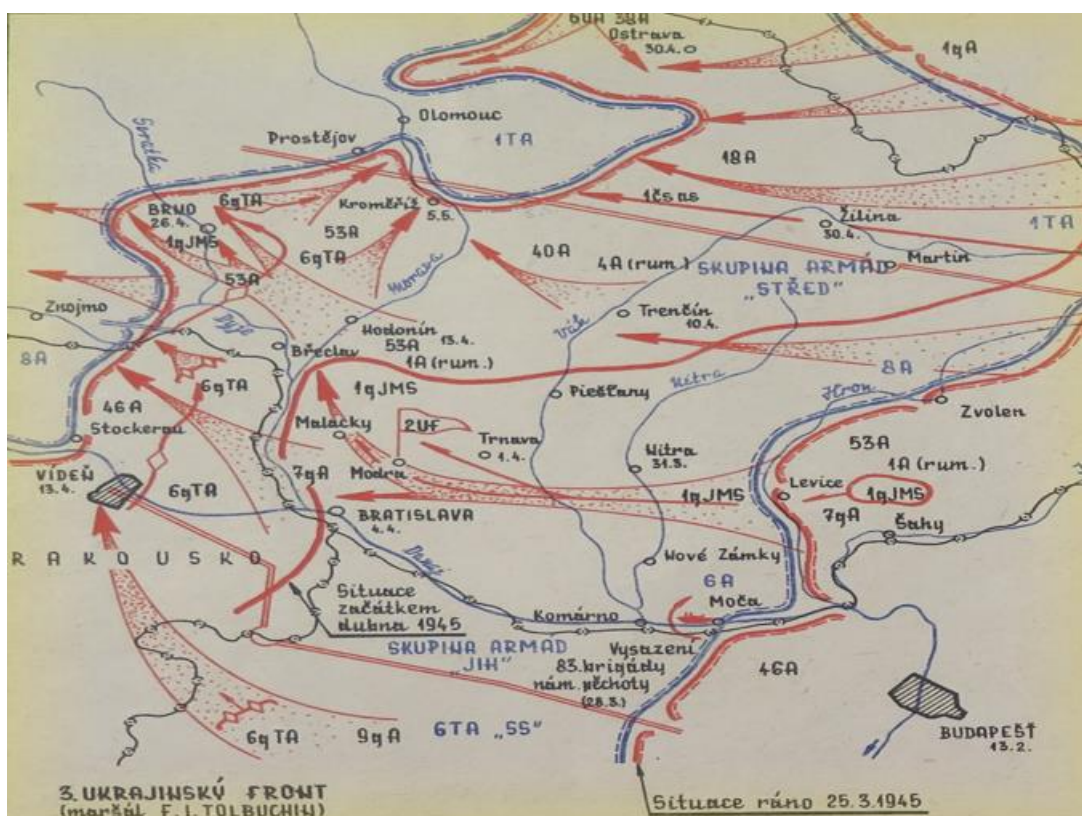 6OA 38A
Ostrava
30.4.
1gA
Svratka
Olomouc
Prostějov
1TA
18A
6gTA
Kroměříž
5.5.
1čs as
BRNO
26.4.
1gJMS
53A
6gTA
Morava
40A
4A (rum.)
Žilina
30.4.
1TA
Martin
SKUPINA ARMÁD
„STŘED"
53A
Znojmo
Dyje
Hodonín
13.4.
53A
Trenčín
10.4.
Váh
8A
Břeclav
1A (rum.)
Nitra
8A
6gTA
1gJMS
Piešťany
Hron
Zvolen
46A
Stockerau
Malacky
2UF
Trnava
1.4.
Nitra
31.3.
53A
1A (rum.)
VÍDEŇ
13.4.
7gA
Modra
Levice
1gJMS
1gJMS
7gA
Šahy
6gTA
BRATISLAVA
4.4.
RAKOUSKO
Dunaj
Nové Zámky
6A
Moča
Situace
začátkem
dubna 1945
Komárno
SKUPINA ARMÁD
„JIH"
Vysazení
83.brigády
nám.pěchoty
(28.3.)
46A
6gTA
9gA
6TA „SS"
BUDAPEŠŤ
13.2.
3.UKRAJINSKÝ FRONT
(maršál F.I.TOLBUCHIN)
Situace ráno 25.3.1945